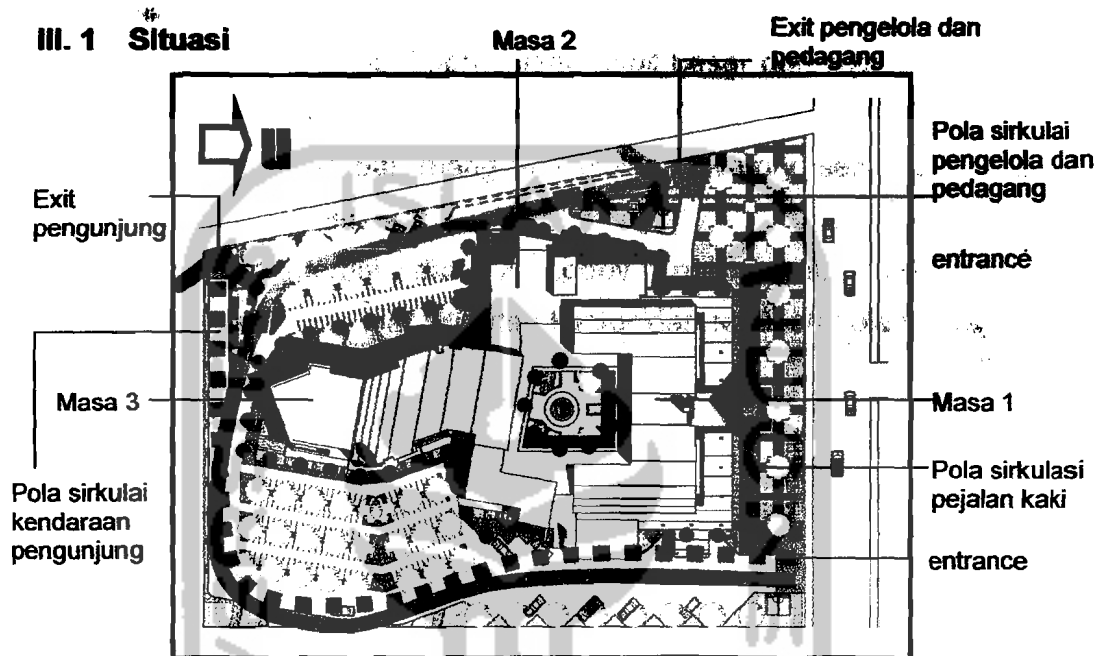 III. 1 Situasi
Masa 2
Exit pengelola dan
pedagang
Pola sirkulai
pengelola dan
pedagang
Exit
pengunjung
entrance
ISLAM
Masa 3
Masa 1
Pola sirkulasi
pejalan kaki
Pola sirkulai
kendaraan
pengunjung
entrance